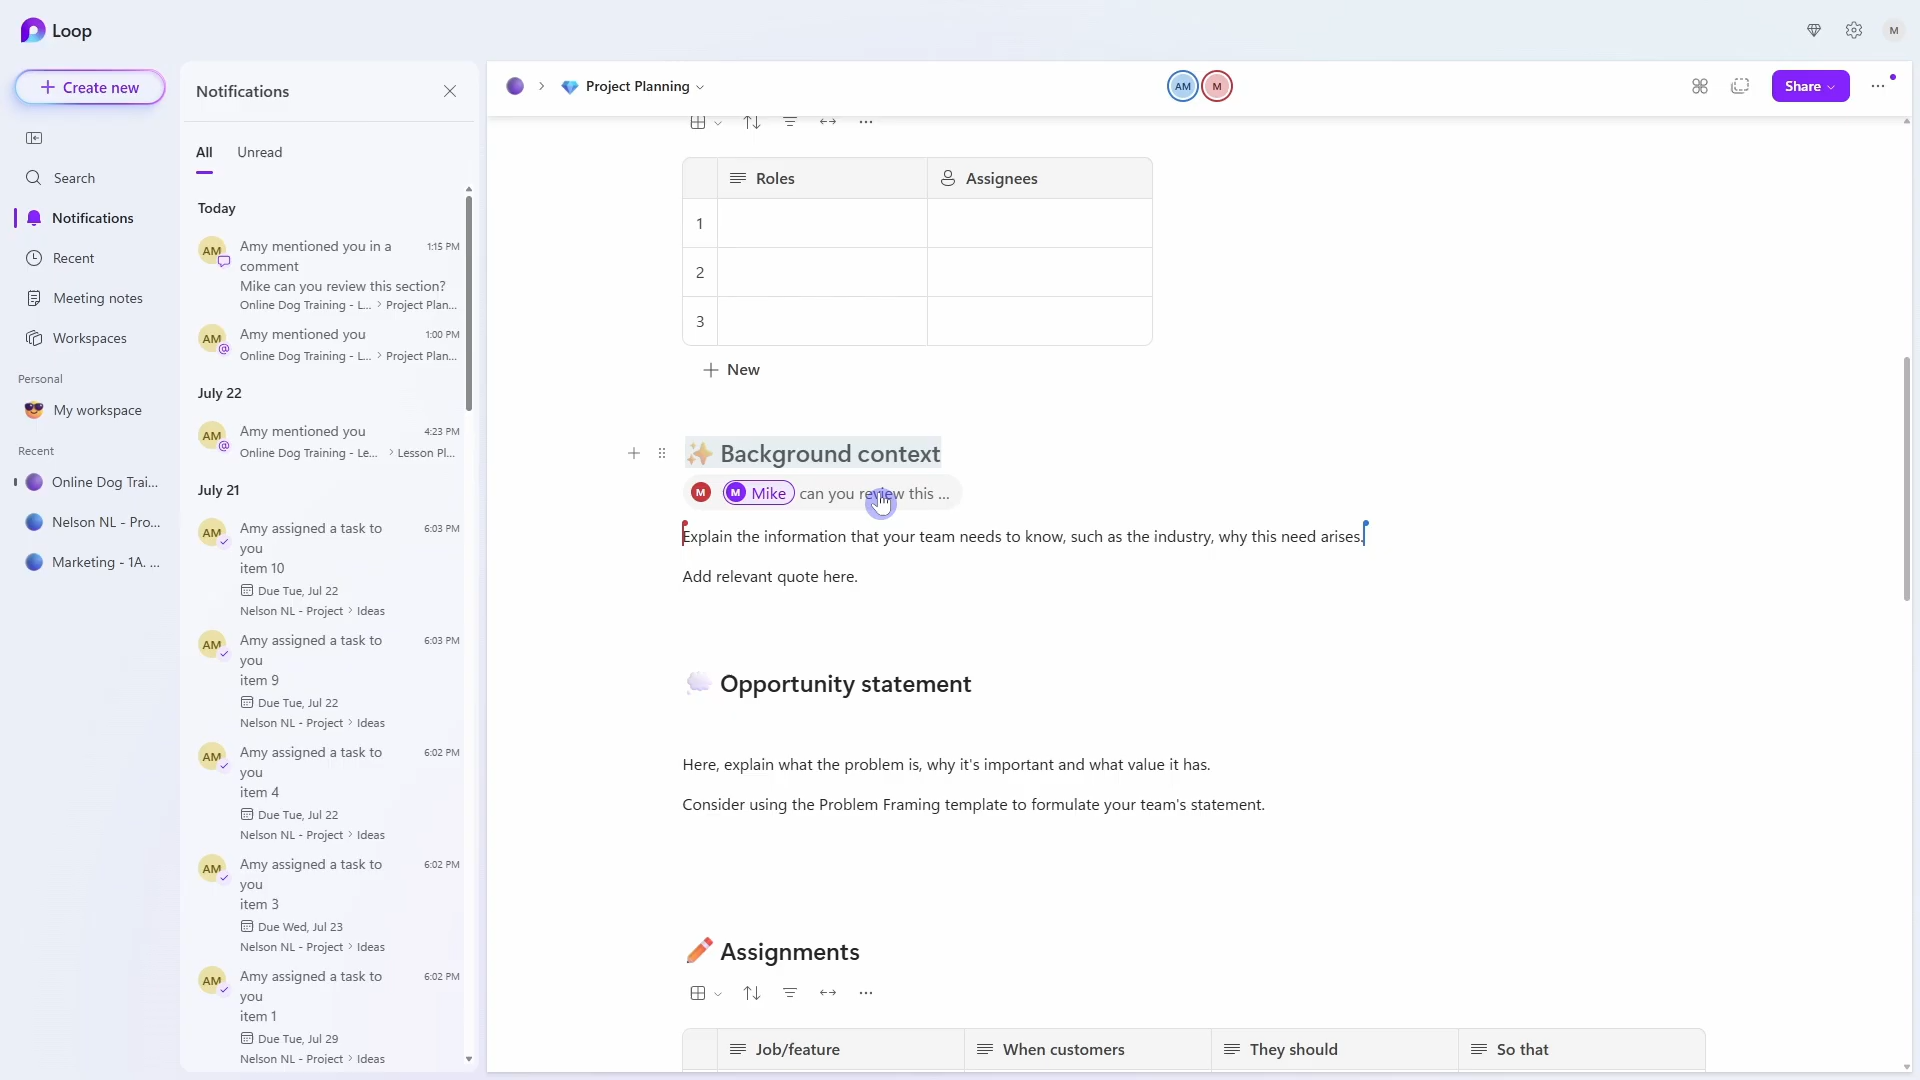 Loop
M
Create new
Search
Notifications
Recent
Meeting notes
Workspaces
Personal
My workspace
Recent
Online Dog Trai...
Nelson NL - Pro...
Marketing - 1A. ...
Notifications
All
Unread
Today
AM
Amy mentioned you in a comment
1:15 PM
Mike can you review this section?
Online Dog Training - L... > Project Plan...
AM
Amy mentioned you
1:00 PM
Online Dog Training - L... > Project Plan...
July 22
AM
Amy mentioned you
4:23 PM
Online Dog Training - Le... > Lesson Pl...
July 21
AM
Amy assigned a task to you
6:03 PM
item 10
Due Tue, Jul 22
Nelson NL - Project > Ideas
AM
Amy assigned a task to you
6:03 PM
item 9
Due Tue, Jul 22
Nelson NL - Project > Ideas
AM
Amy assigned a task to you
6:02 PM
item 4
Due Tue, Jul 22
Nelson NL - Project > Ideas
AM
Amy assigned a task to you
6:02 PM
item 3
Due Wed, Jul 23
Nelson NL - Project > Ideas
AM
Amy assigned a task to you
6:02 PM
item 1
Due Tue, Jul 29
Nelson NL - Project > Ideas
Project Planning
AM
M
Share
Roles
Assignees
1
2
3
New
Background context
M M Mike can you review this ...
Explain the information that your team needs to know, such as the industry, why this need arises.
Add relevant quote here.
Opportunity statement
Here, explain what the problem is, why it's important and what value it has.
Consider using the Problem Framing template to formulate your team's statement.
Assignments
Job/feature
When customers
They should
So that